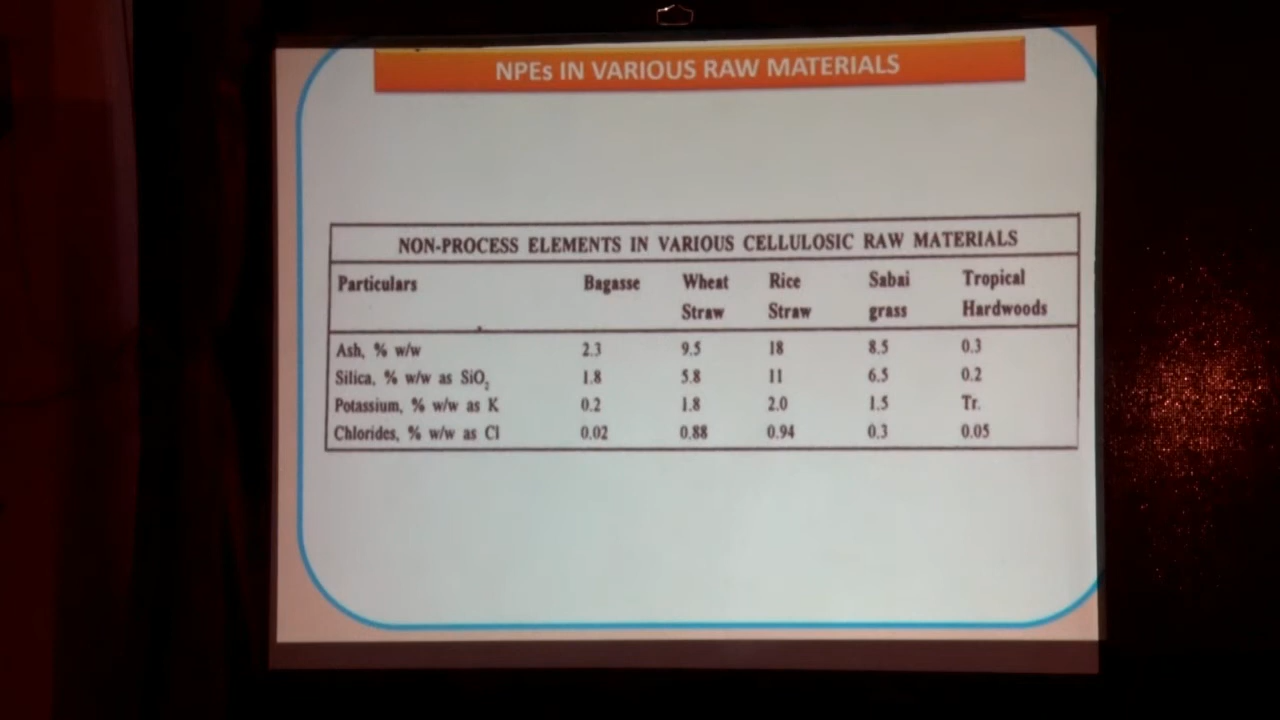 NPEs IN VARIOUS RAW MATERIALS
NON-PROCESS ELEMENTS IN VARIOUS CELLULOSIC RAW MATERIALS
Particulars Bagasse Wheat Straw Rice Straw Sabai grass Tropical Hardwoods
Ash, % w/w 2.3 9.5 18 8.5 0.3
Silica, % w/w as SiO₂ 1.8 5.8 11 6.5 0.2
Potassium, % w/w as K 0.2 1.8 2.0 1.5 Tr.
Chlorides, % w/w as Cl 0.02 0.88 0.94 0.3 0.05